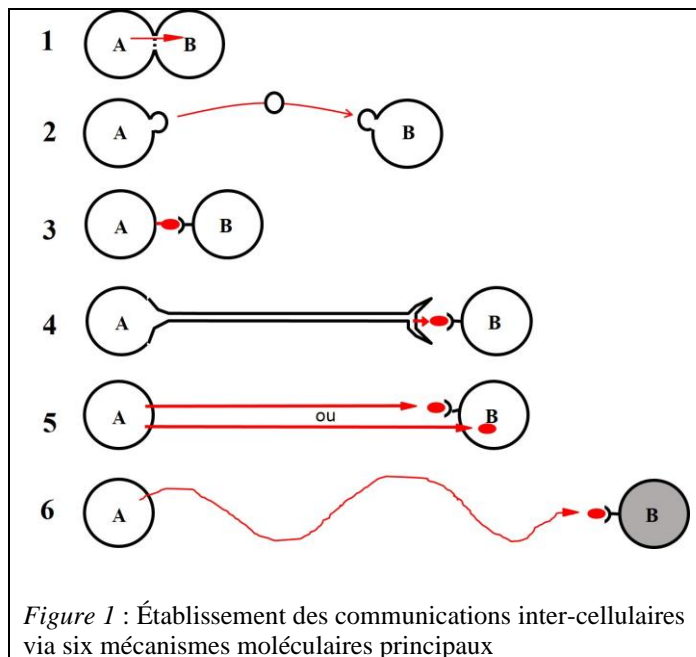 1 A B
2 A B
3 A B
4 A B
5 A ou B
6 A B
Figure 1 : Établissement des communications inter-cellulaires
via six mécanismes moléculaires principaux